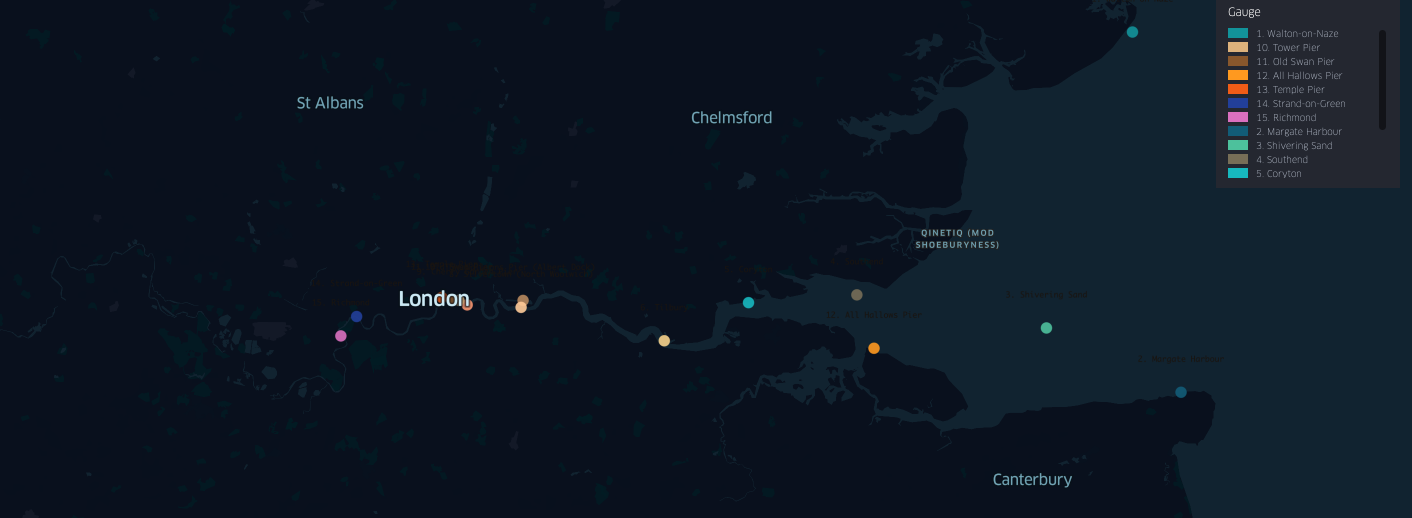 Gauge
1. Walton-on-Naze
10. Tower Pier
11. Old Swan Pier
12. All Hallows Pier
13. Temple Pier
14. Strand-on-Green
15. Richmond
2. Margate Harbour
3. Shivering Sand
4. Southend
5. Coryton
St Albans
Chelmsford
QINETIQ (MOD
SHOEBURYNESS)
London
3. Shivering Sand
12. All Hallows Pier
2. Margate Harbour
Canterbury